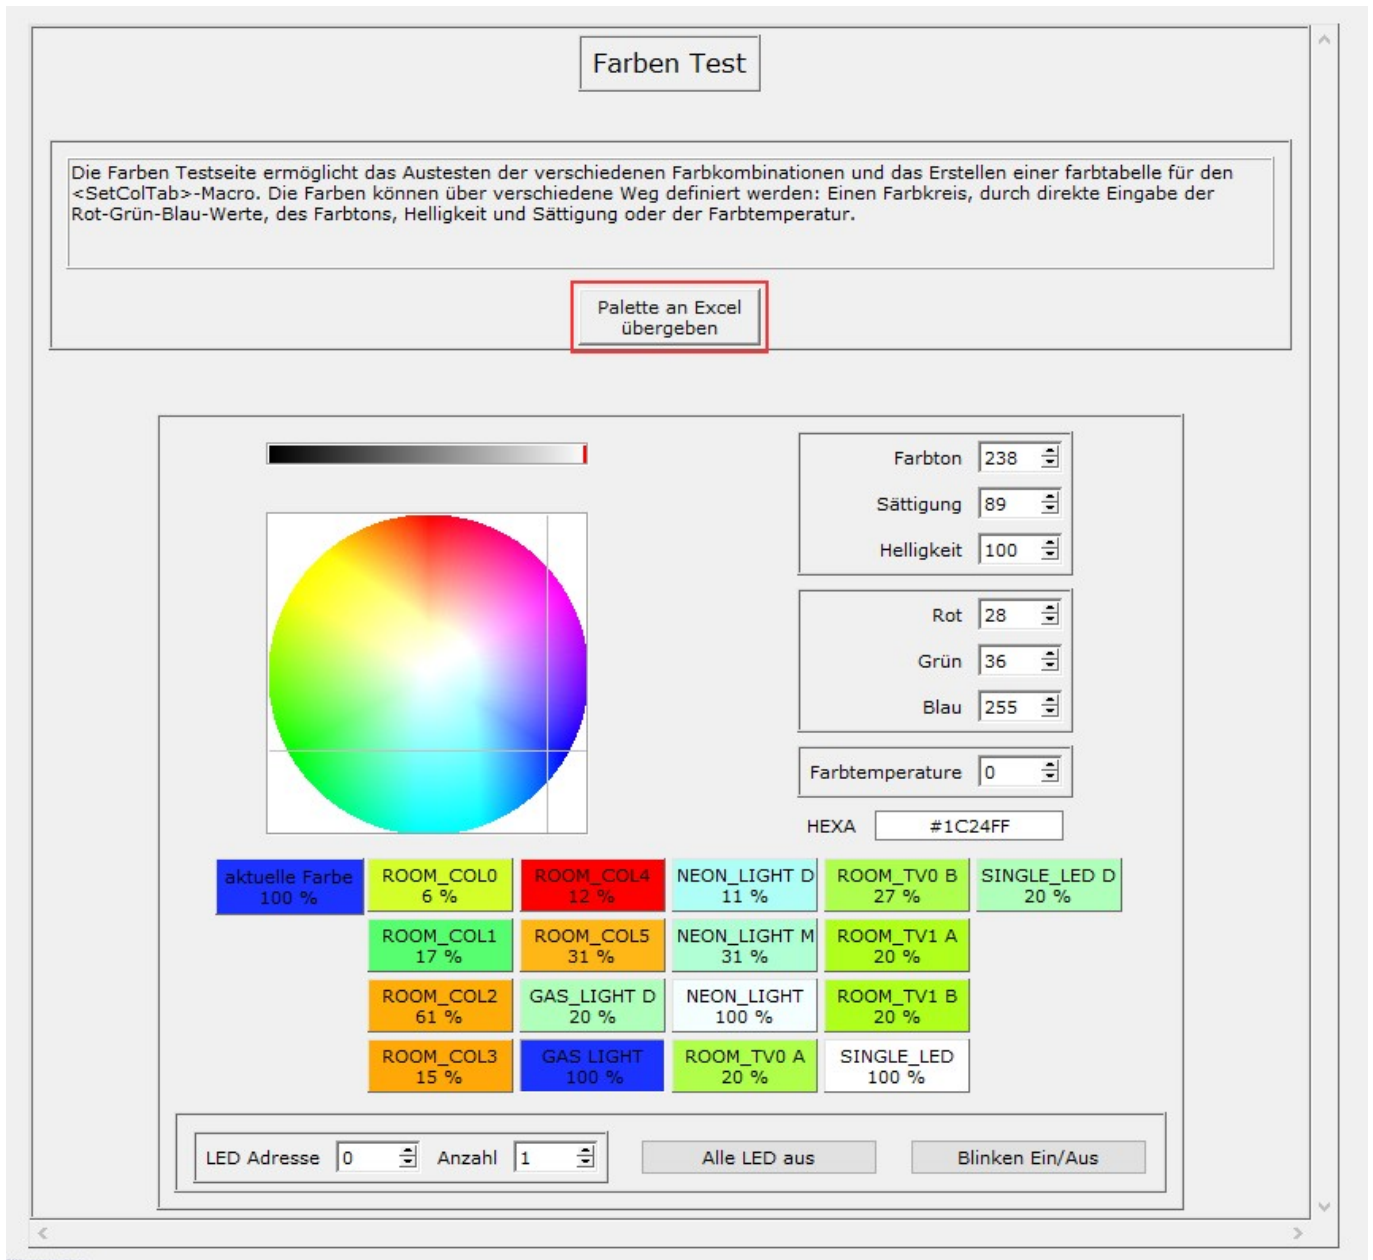 Farben Test
Die Farben Testseite ermöglicht das Austesten der verschiedenen Farbkombinationen und das Erstellen einer farbtabelle für den
<SetColTab>-Macro. Die Farben können über verschiedene Weg definiert werden: Einen Farbkreis, durch direkte Eingabe der
Rot-Grün-Blau-Werte, des Farbtons, Helligkeit und Sättigung oder der Farbtemperatur.
Palette an Excel
übergeben
Farbton 238
Sättigung 89
Helligkeit 100
Rot 28
Grün 36
Blau 255
Farbtemperature 0
HEXA #1C24FF
aktuelle Farbe ROOM_COL0 ROOM_COL4 NEON_LIGHT D ROOM_TV0 B SINGLE_LED D
100 % 6 % 12 % 11 % 27 % 20 %
ROOM_COL1 ROOM_COL5 NEON_LIGHT M ROOM_TV1 A
17 % 31 % 31 % 20 %
ROOM_COL2 GAS_LIGHT D NEON_LIGHT ROOM_TV1 B
61 % 20 % 100 % 20 %
ROOM_COL3 GAS LIGHT ROOM_TV0 A SINGLE_LED
15 % 100 % 20 % 100 %
LED Adresse 0 Anzahl 1 Alle LED aus Blinken Ein/Aus